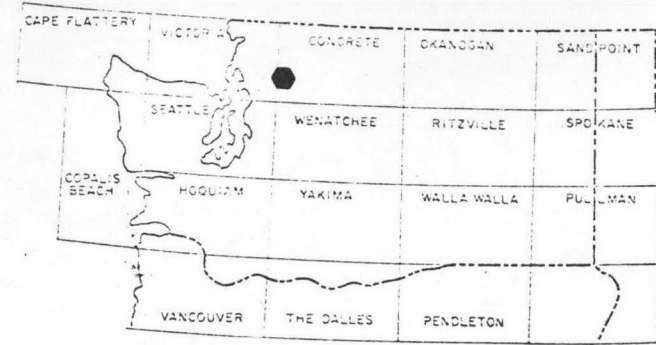 CAPE FLATTERY
VICTORIA
CONCRETE
OKANOGAN
SANDPOINT
SEATTLE
WENATCHEE
RITZVILLE
SPOKANE
COPALIS
BEACH
HOQUIAM
YAKIMA
WALLA WALLA
PULLMAN
VANCOUVER
THE DALLES
PENDLETON